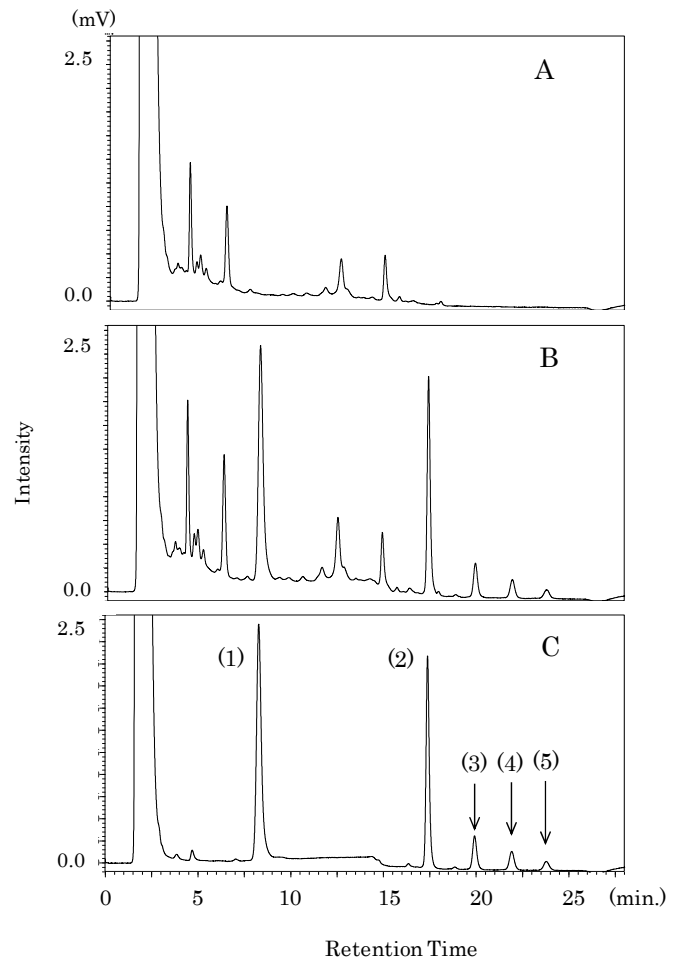 (mV)
2.5
A
0.0
2.5
B
0.0
Intensity
2.5
C
(1)
(2)
(3) (4) (5)
0.0
0 5 10 15 20 25 (min.)
Retention Time